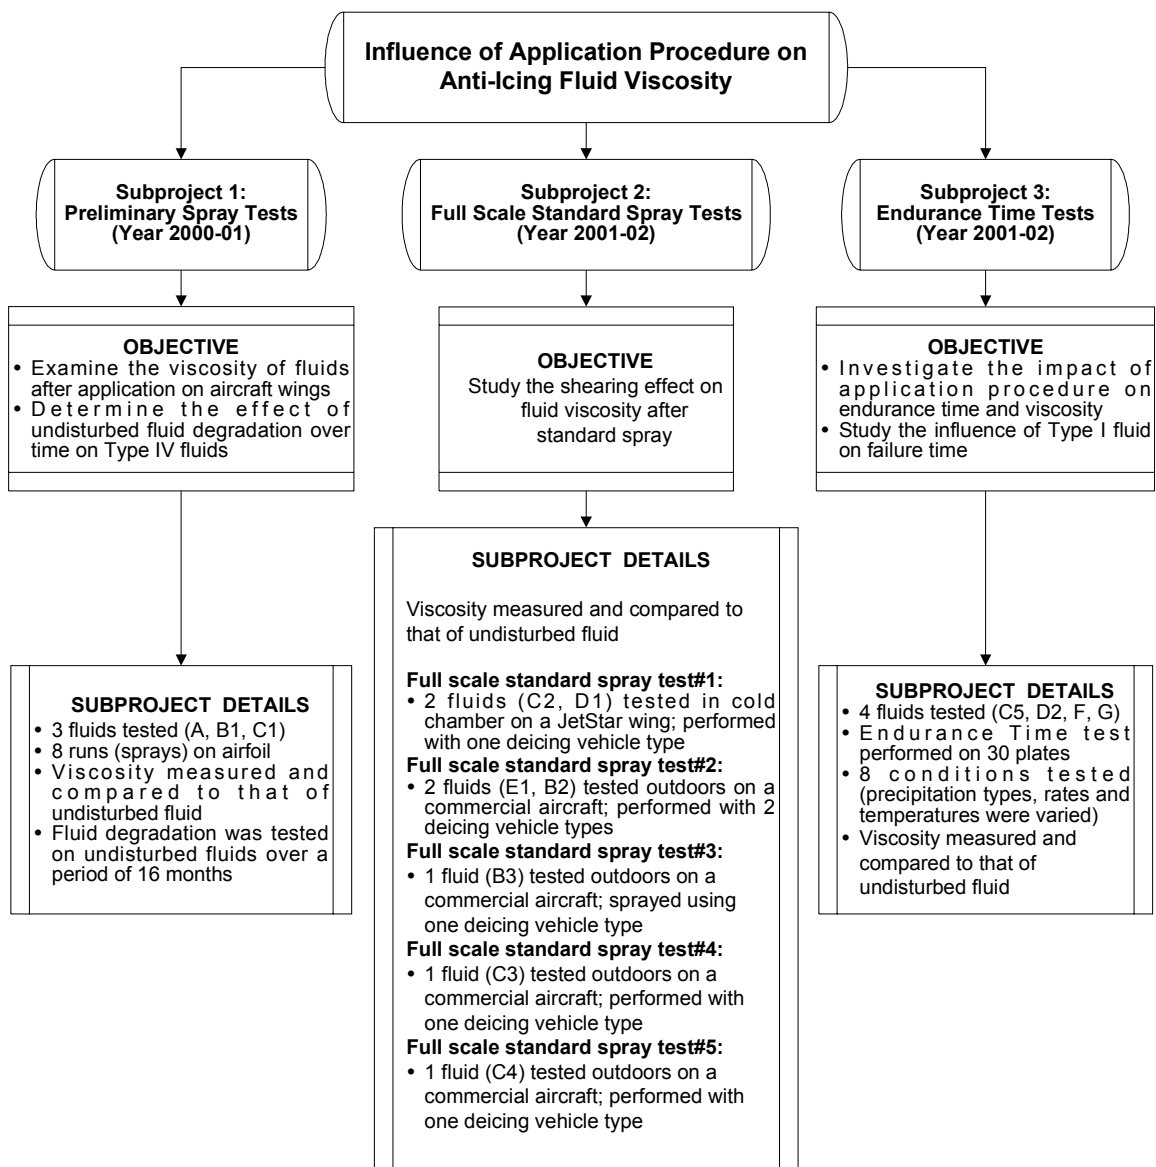 Influence of Application Procedure on
Anti-Icing Fluid Viscosity
Subproject 1:
Preliminary Spray Tests
(Year 2000-01)
Subproject 2:
Full Scale Standard Spray Tests
(Year 2001-02)
Subproject 3:
Endurance Time Tests
(Year 2001-02)
OBJECTIVE
• Examine the viscosity of fluids
after application on aircraft wings
• Determine the effect of
undisturbed fluid degradation over
time on Type IV fluids
OBJECTIVE
Study the shearing effect on
fluid viscosity after
standard spray
OBJECTIVE
• Investigate the impact of
application procedure on
endurance time and viscosity
• Study the influence of Type I fluid
on failure time
SUBPROJECT DETAILS
• 3 fluids tested (A, B1, C1)
• 8 runs (sprays) on airfoil
• Viscosity measured and
compared to that of
undisturbed fluid
• Fluid degradation was tested
on undisturbed fluids over a
period of 16 months
SUBPROJECT DETAILS
Viscosity measured and compared to
that of undisturbed fluid
Full scale standard spray test#1:
• 2 fluids (C2, D1) tested in cold
chamber on a JetStar wing; performed
with one deicing vehicle type
Full scale standard spray test#2:
• 2 fluids (E1, B2) tested outdoors on a
commercial aircraft; performed with 2
deicing vehicle types
Full scale standard spray test#3:
• 1 fluid (B3) tested outdoors on a
commercial aircraft; sprayed using
one deicing vehicle type
Full scale standard spray test#4:
• 1 fluid (C3) tested outdoors on a
commercial aircraft; performed with
one deicing vehicle type
Full scale standard spray test#5:
• 1 fluid (C4) tested outdoors on a
commercial aircraft; performed with
one deicing vehicle type
SUBPROJECT DETAILS
• 4 fluids tested (C5, D2, F, G)
• Endurance Time test
performed on 30 plates
• 8 conditions tested
(precipitation types, rates and
temperatures were varied)
• Viscosity measured and
compared to that of
undisturbed fluid